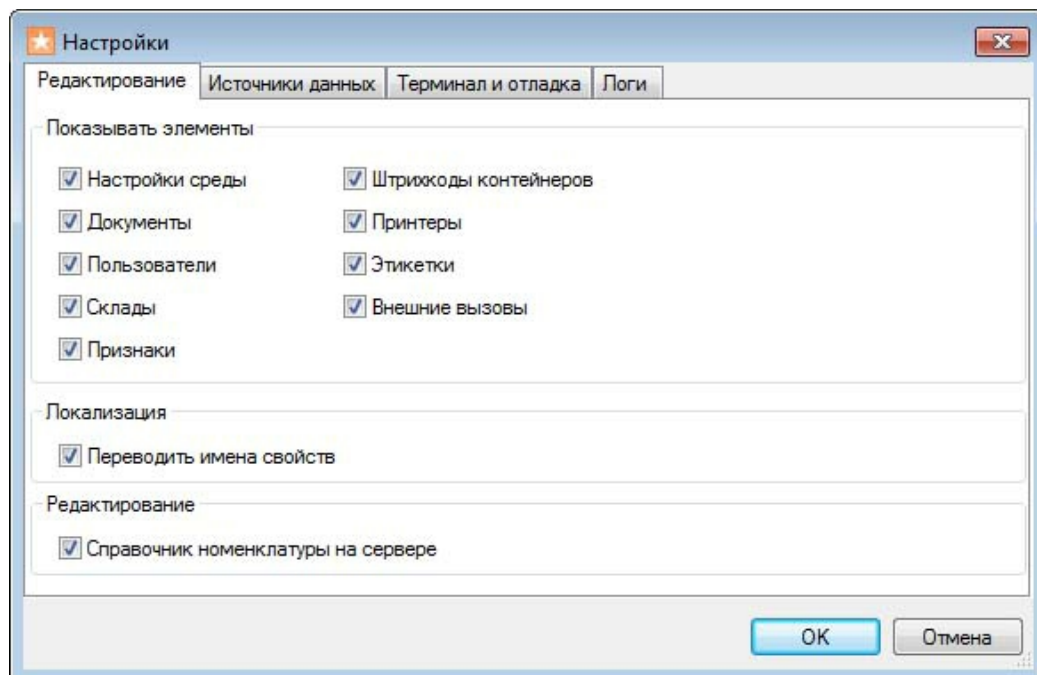 Настройки
Редактирование Источники данных Терминал и отладка Логи
Показывать элементы
Настройки среды Штрихкоды контейнеров
Документы Принтеры
Пользователи Этикетки
Склады Внешние вызовы
Признаки
Локализация
Переводить имена свойств
Редактирование
Справочник номенклатуры на сервере
OK Отмена